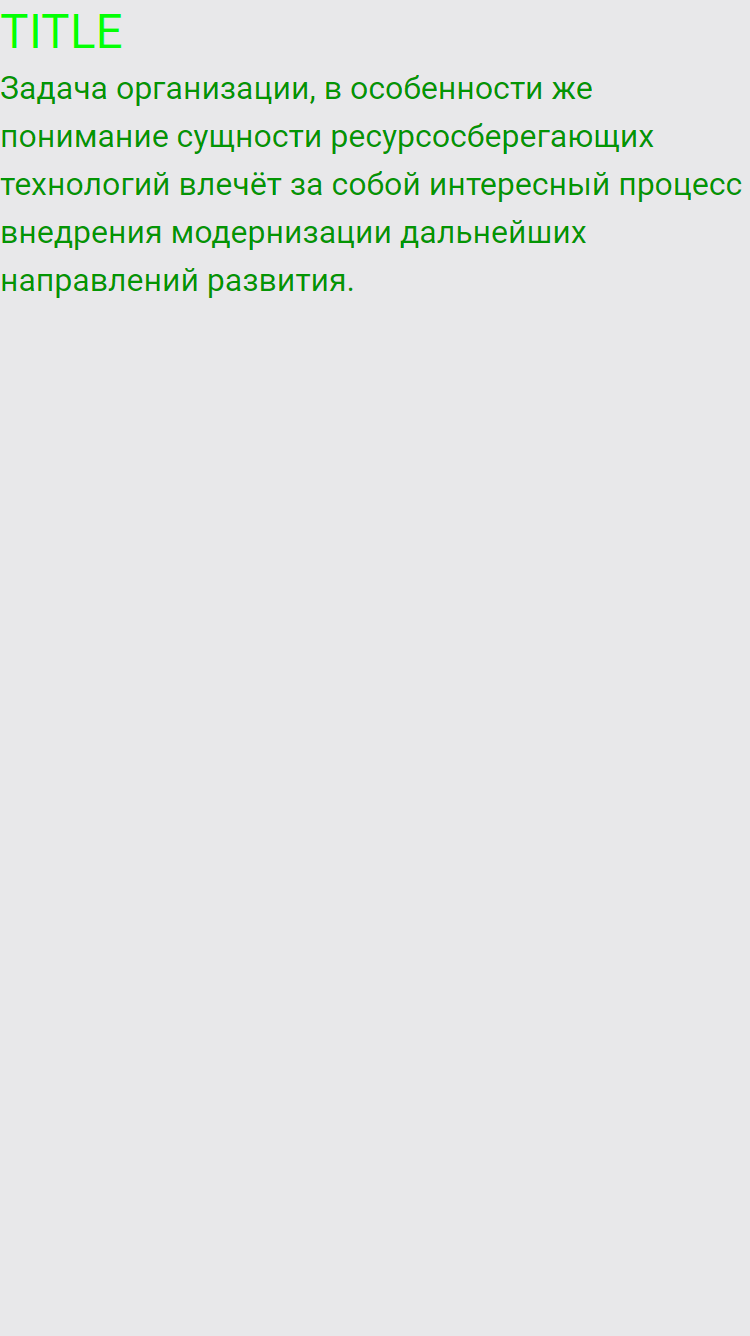 TITLE
Задача организации, в особенности же
понимание сущности ресурсосберегающих
технологий влечёт за собой интересный процесс
внедрения модернизации дальнейших
направлений развития.